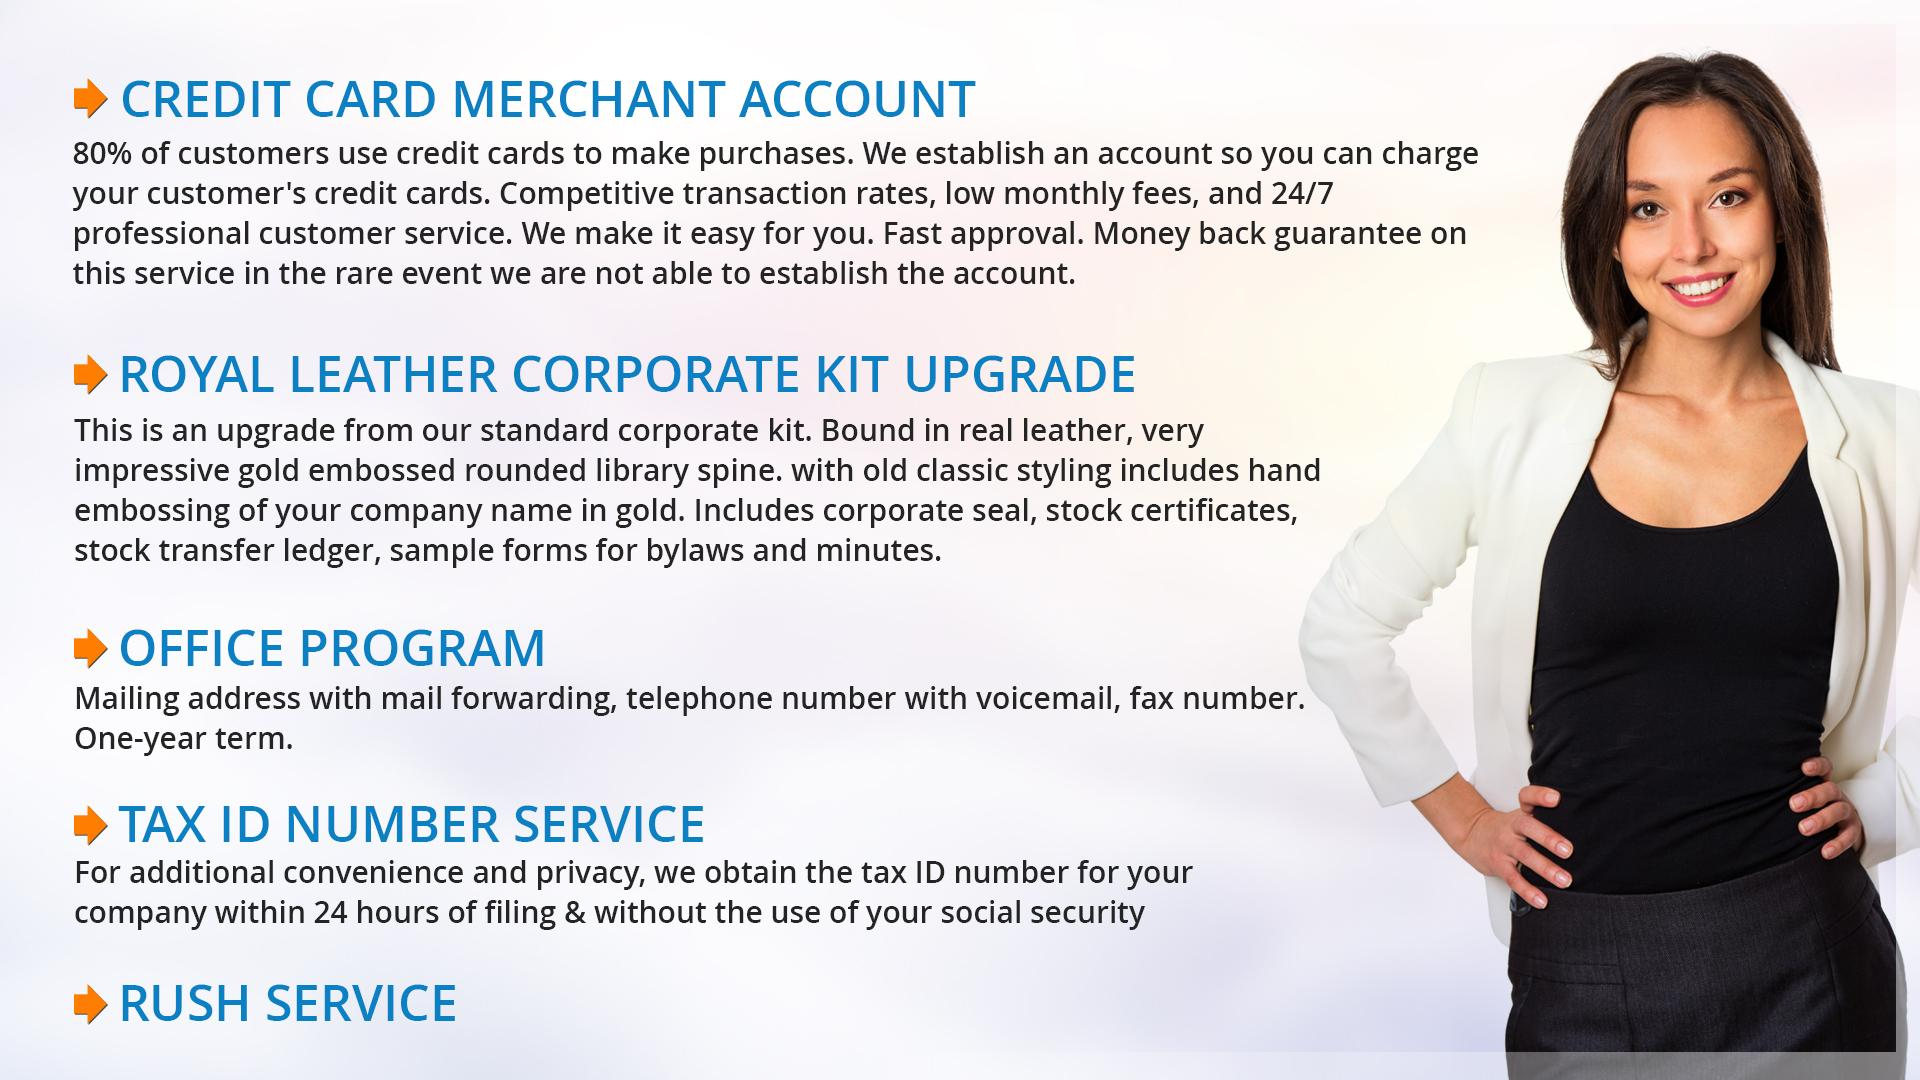 CREDIT CARD MERCHANT ACCOUNT
80% of customers use credit cards to make purchases. We establish an account so you can charge
your customer's credit cards. Competitive transaction rates, low monthly fees, and 24/7
professional customer service. We make it easy for you. Fast approval. Money back guarantee on
this service in the rare event we are not able to establish the account.
ROYAL LEATHER CORPORATE KIT UPGRADE
This is an upgrade from our standard corporate kit. Bound in real leather, very
impressive gold embossed rounded library spine. with old classic styling includes hand
embossing of your company name in gold. Includes corporate seal, stock certificates,
stock transfer ledger, sample forms for bylaws and minutes.
OFFICE PROGRAM
Mailing address with mail forwarding, telephone number with voicemail, fax number.
One-year term.
TAX ID NUMBER SERVICE
For additional convenience and privacy, we obtain the tax ID number for your
company within 24 hours of filing & without the use of your social security
RUSH SERVICE